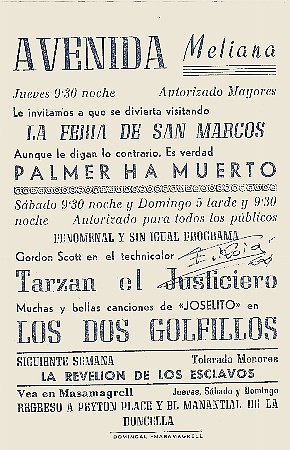 AVENIDA Meliana
Jueves 9'30 noche Autorizado Mayores
Le invitamos a que se divierta visitando
LA FERIA DE SAN MARCOS
Aunque le digan lo contrario, Es verdad
PALMER HA MUERTO
Sábado 9'30 noche y Domingo 5 tarde y 9'30
noche Autorizado para todos los públicos
FENOMENAL Y SIN IGUAL PROGRAMA
Gordon Scott en el technicolor
Tarzan el Justiciero
Muchas y bellas canciones de «JOSELITO» en
LOS DOS GOLFILLOS
SIGUIENTE SEMANA Tolerado Menores
LA REVELION DE LOS ESCLAVOS
Vea en Masamagrell Jueves, Sábado y Domingo
REGRESO A PEYTON PLACE Y EL MANANTIAL DE LA
DONCELLA
DOMINGAL-MASAMAGRELL